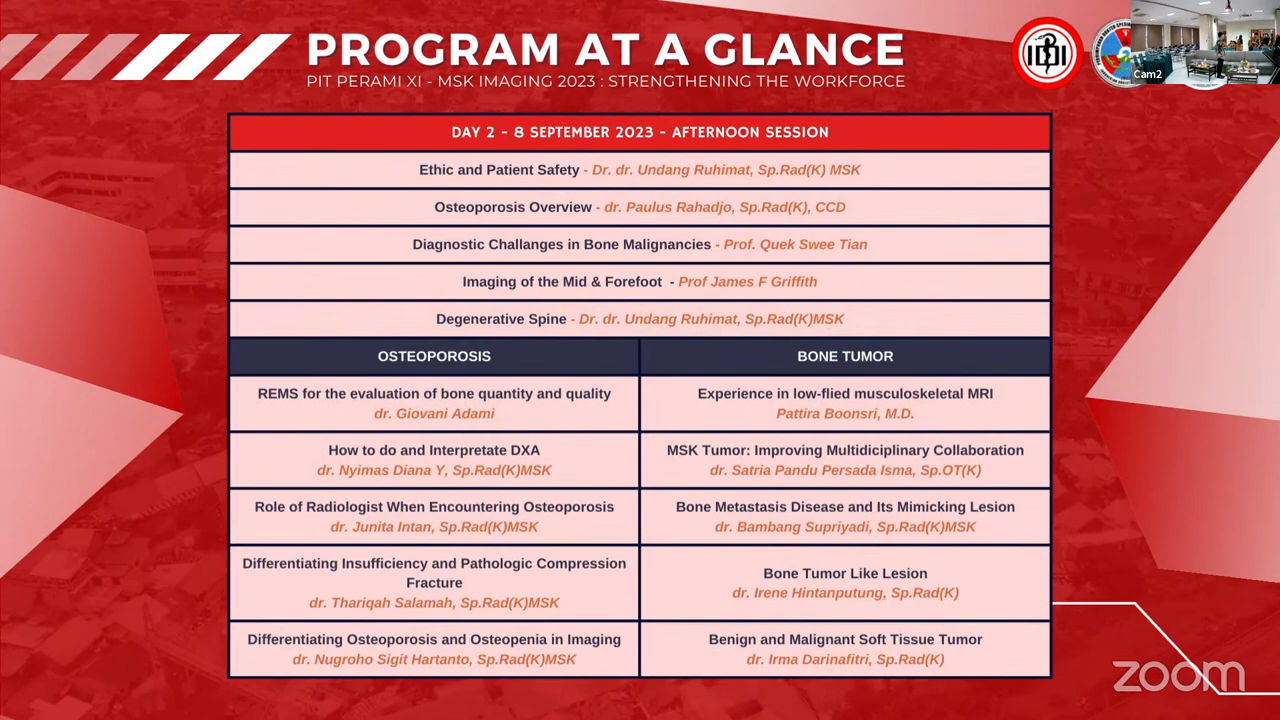 PROGRAM AT A GLANCE
PIT PERAMI XI - MSK IMAGING 2023 : STRENGTHENING THE WORKFORCE
IDI
Cam2
DAY 2 - 8 SEPTEMBER 2023 - AFTERNOON SESSION
Ethic and Patient Safety - Dr. dr. Undang Ruhimat, Sp.Rad(K) MSK
Osteoporosis Overview - dr. Paulus Rahadjo, Sp.Rad(K), CCD
Diagnostic Challanges in Bone Malignancies - Prof. Quek Swee Tian
Imaging of the Mid & Forefoot - Prof James F Griffith
Degenerative Spine - Dr. dr. Undang Ruhimat, Sp.Rad(K)MSK
OSTEOPOROSIS
BONE TUMOR
REMS for the evaluation of bone quantity and quality
dr. Giovani Adami
Experience in low-flied musculoskeletal MRI
Pattira Boonsri, M.D.
How to do and Interpretate DXA
dr. Nyimas Diana Y, Sp.Rad(K)MSK
MSK Tumor: Improving Multidiciplinary Collaboration
dr. Satria Pandu Persada Isma, Sp.OT(K)
Role of Radiologist When Encountering Osteoporosis
dr. Junita Intan, Sp.Rad(K)MSK
Bone Metastasis Disease and Its Mimicking Lesion
dr. Bambang Supriyadi, Sp.Rad(K)MSK
Differentiating Insufficiency and Pathologic Compression
Fracture
dr. Thariqah Salamah, Sp.Rad(K)MSK
Bone Tumor Like Lesion
dr. Irene Hintanputung, Sp.Rad(K)
Differentiating Osteoporosis and Osteopenia in Imaging
dr. Nugroho Sigit Hartanto, Sp.Rad(K)MSK
Benign and Malignant Soft Tissue Tumor
dr. Irma Darinafitri, Sp.Rad(K)
zoom